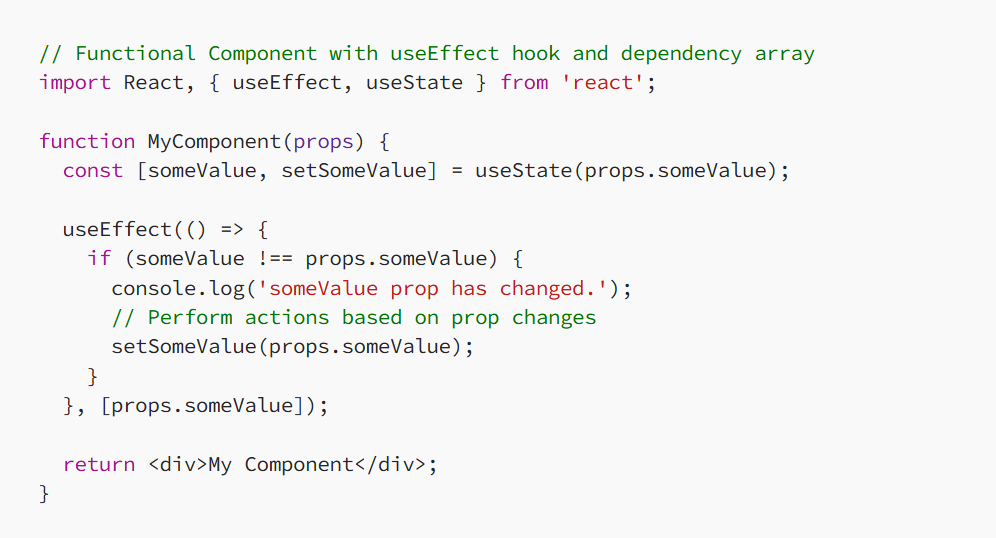 // Functional Component with useEffect hook and dependency array
import React, { useEffect, useState } from 'react';
function MyComponent(props) {
  const [someValue, setSomeValue] = useState(props.someValue);
  useEffect(() => {
    if (someValue !== props.someValue) {
      console.log('someValue prop has changed.');
      // Perform actions based on prop changes
      setSomeValue(props.someValue);
    }
  }, [props.someValue]);
  return <div>My Component</div>;
}